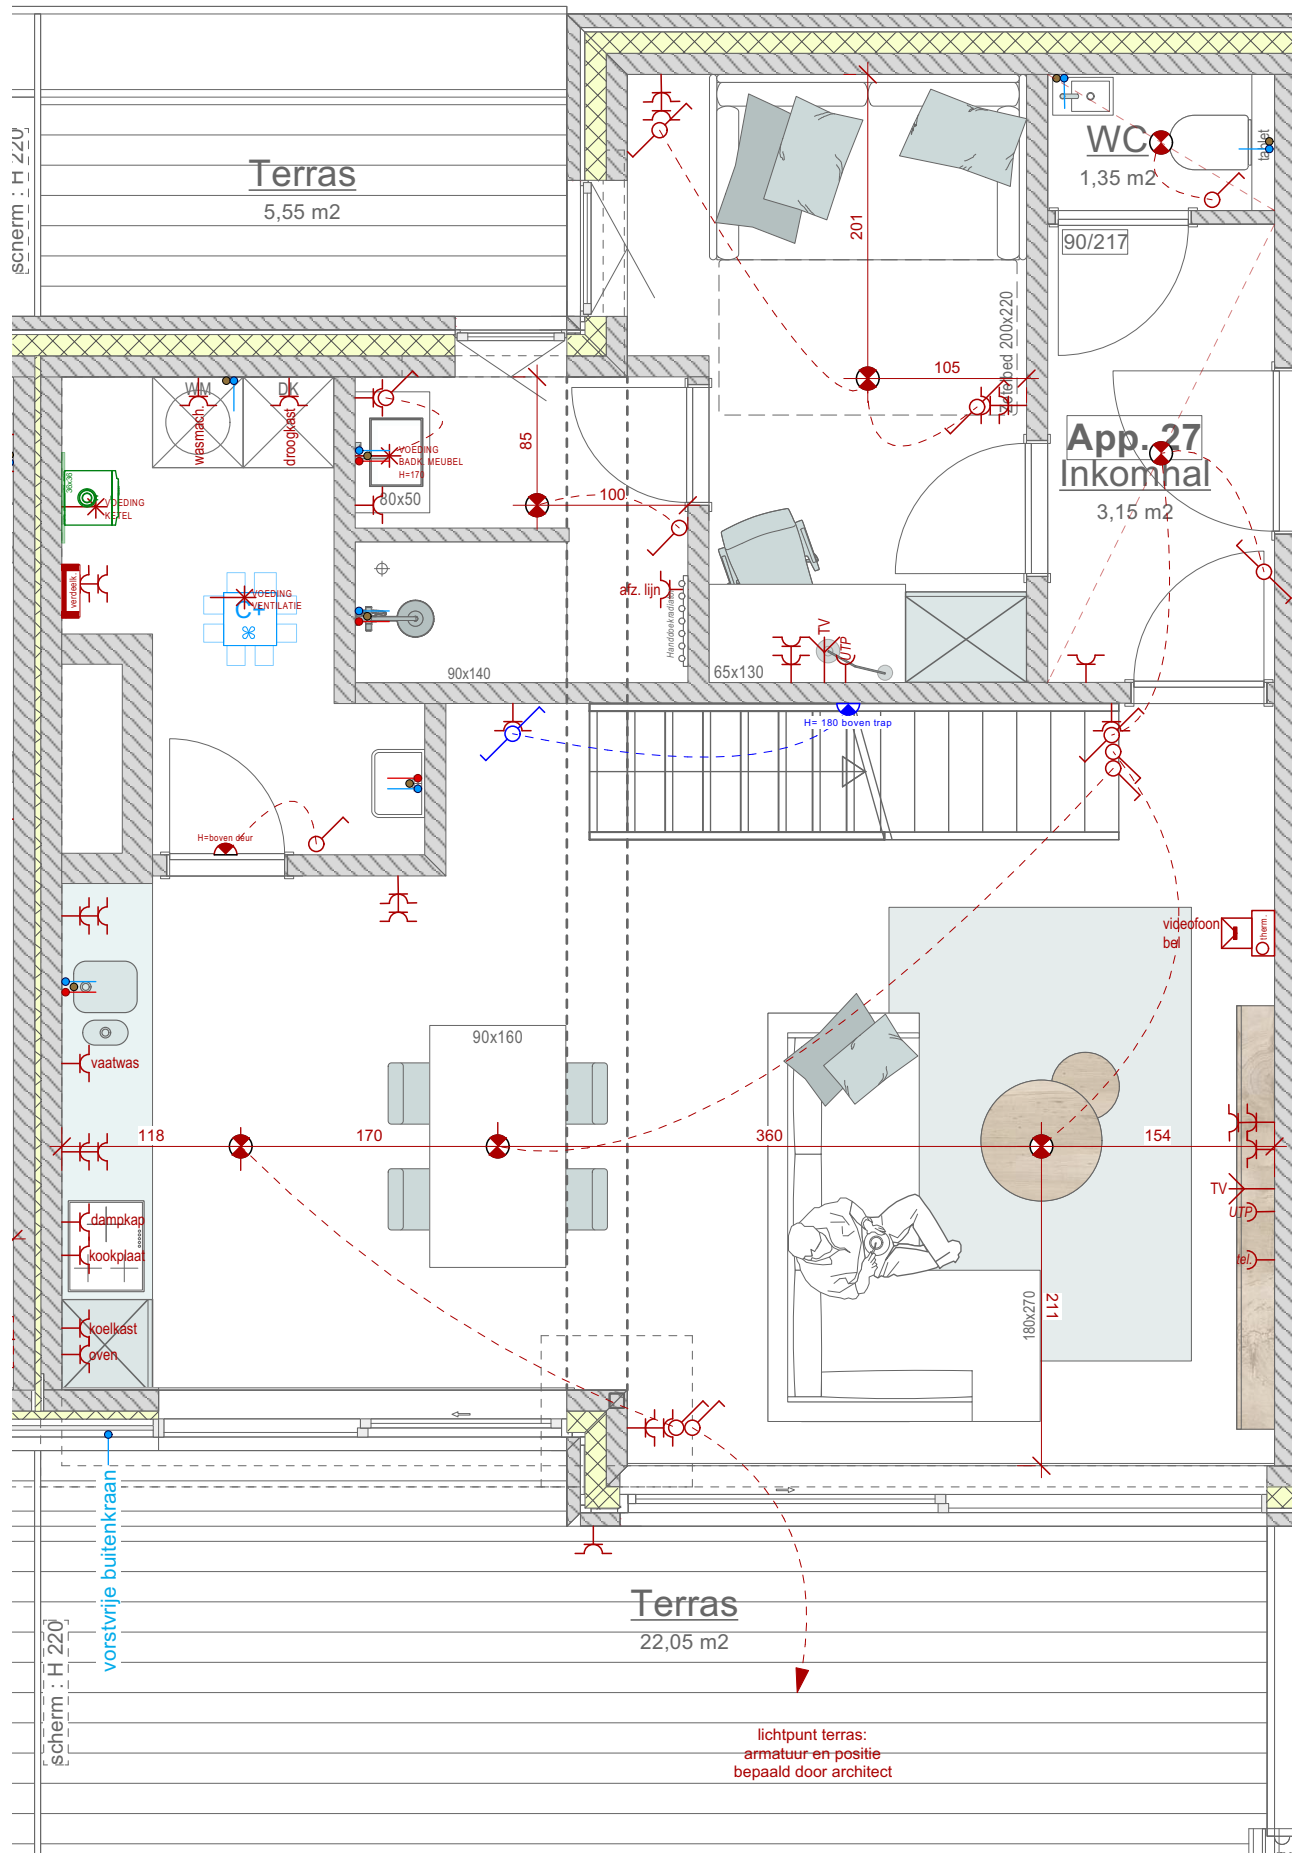 Terras
5,55 m2
scherm : H 220
WC
1,35 m2
tablet
90/217
201
105
Zetelbed 200x220
App. 27
Inkomhal
3,15 m2
WM
wasmach.
DK
droogkast
VOEDING
BADK. MEUBEL
H=170
80x50
85
100
36x36
VOEDING
KETEL
verdeelk.
VOEDING
VENTILATIE
C+
afz. lijn
Handdoekradiator
90x140
65x130
TV
UTP
H= 180 boven trap
H=boven deur
videofoon
bel
therm.
vaatwas
90x160
118
170
360
154
TV
UTP
tel.
dampkap
kookplaat
koelkast
oven
180x270
211
vorstvrije buitenkraan
scherm : H 220
Terras
22,05 m2
lichtpunt terras:
armatuur en positie
bepaald door architect